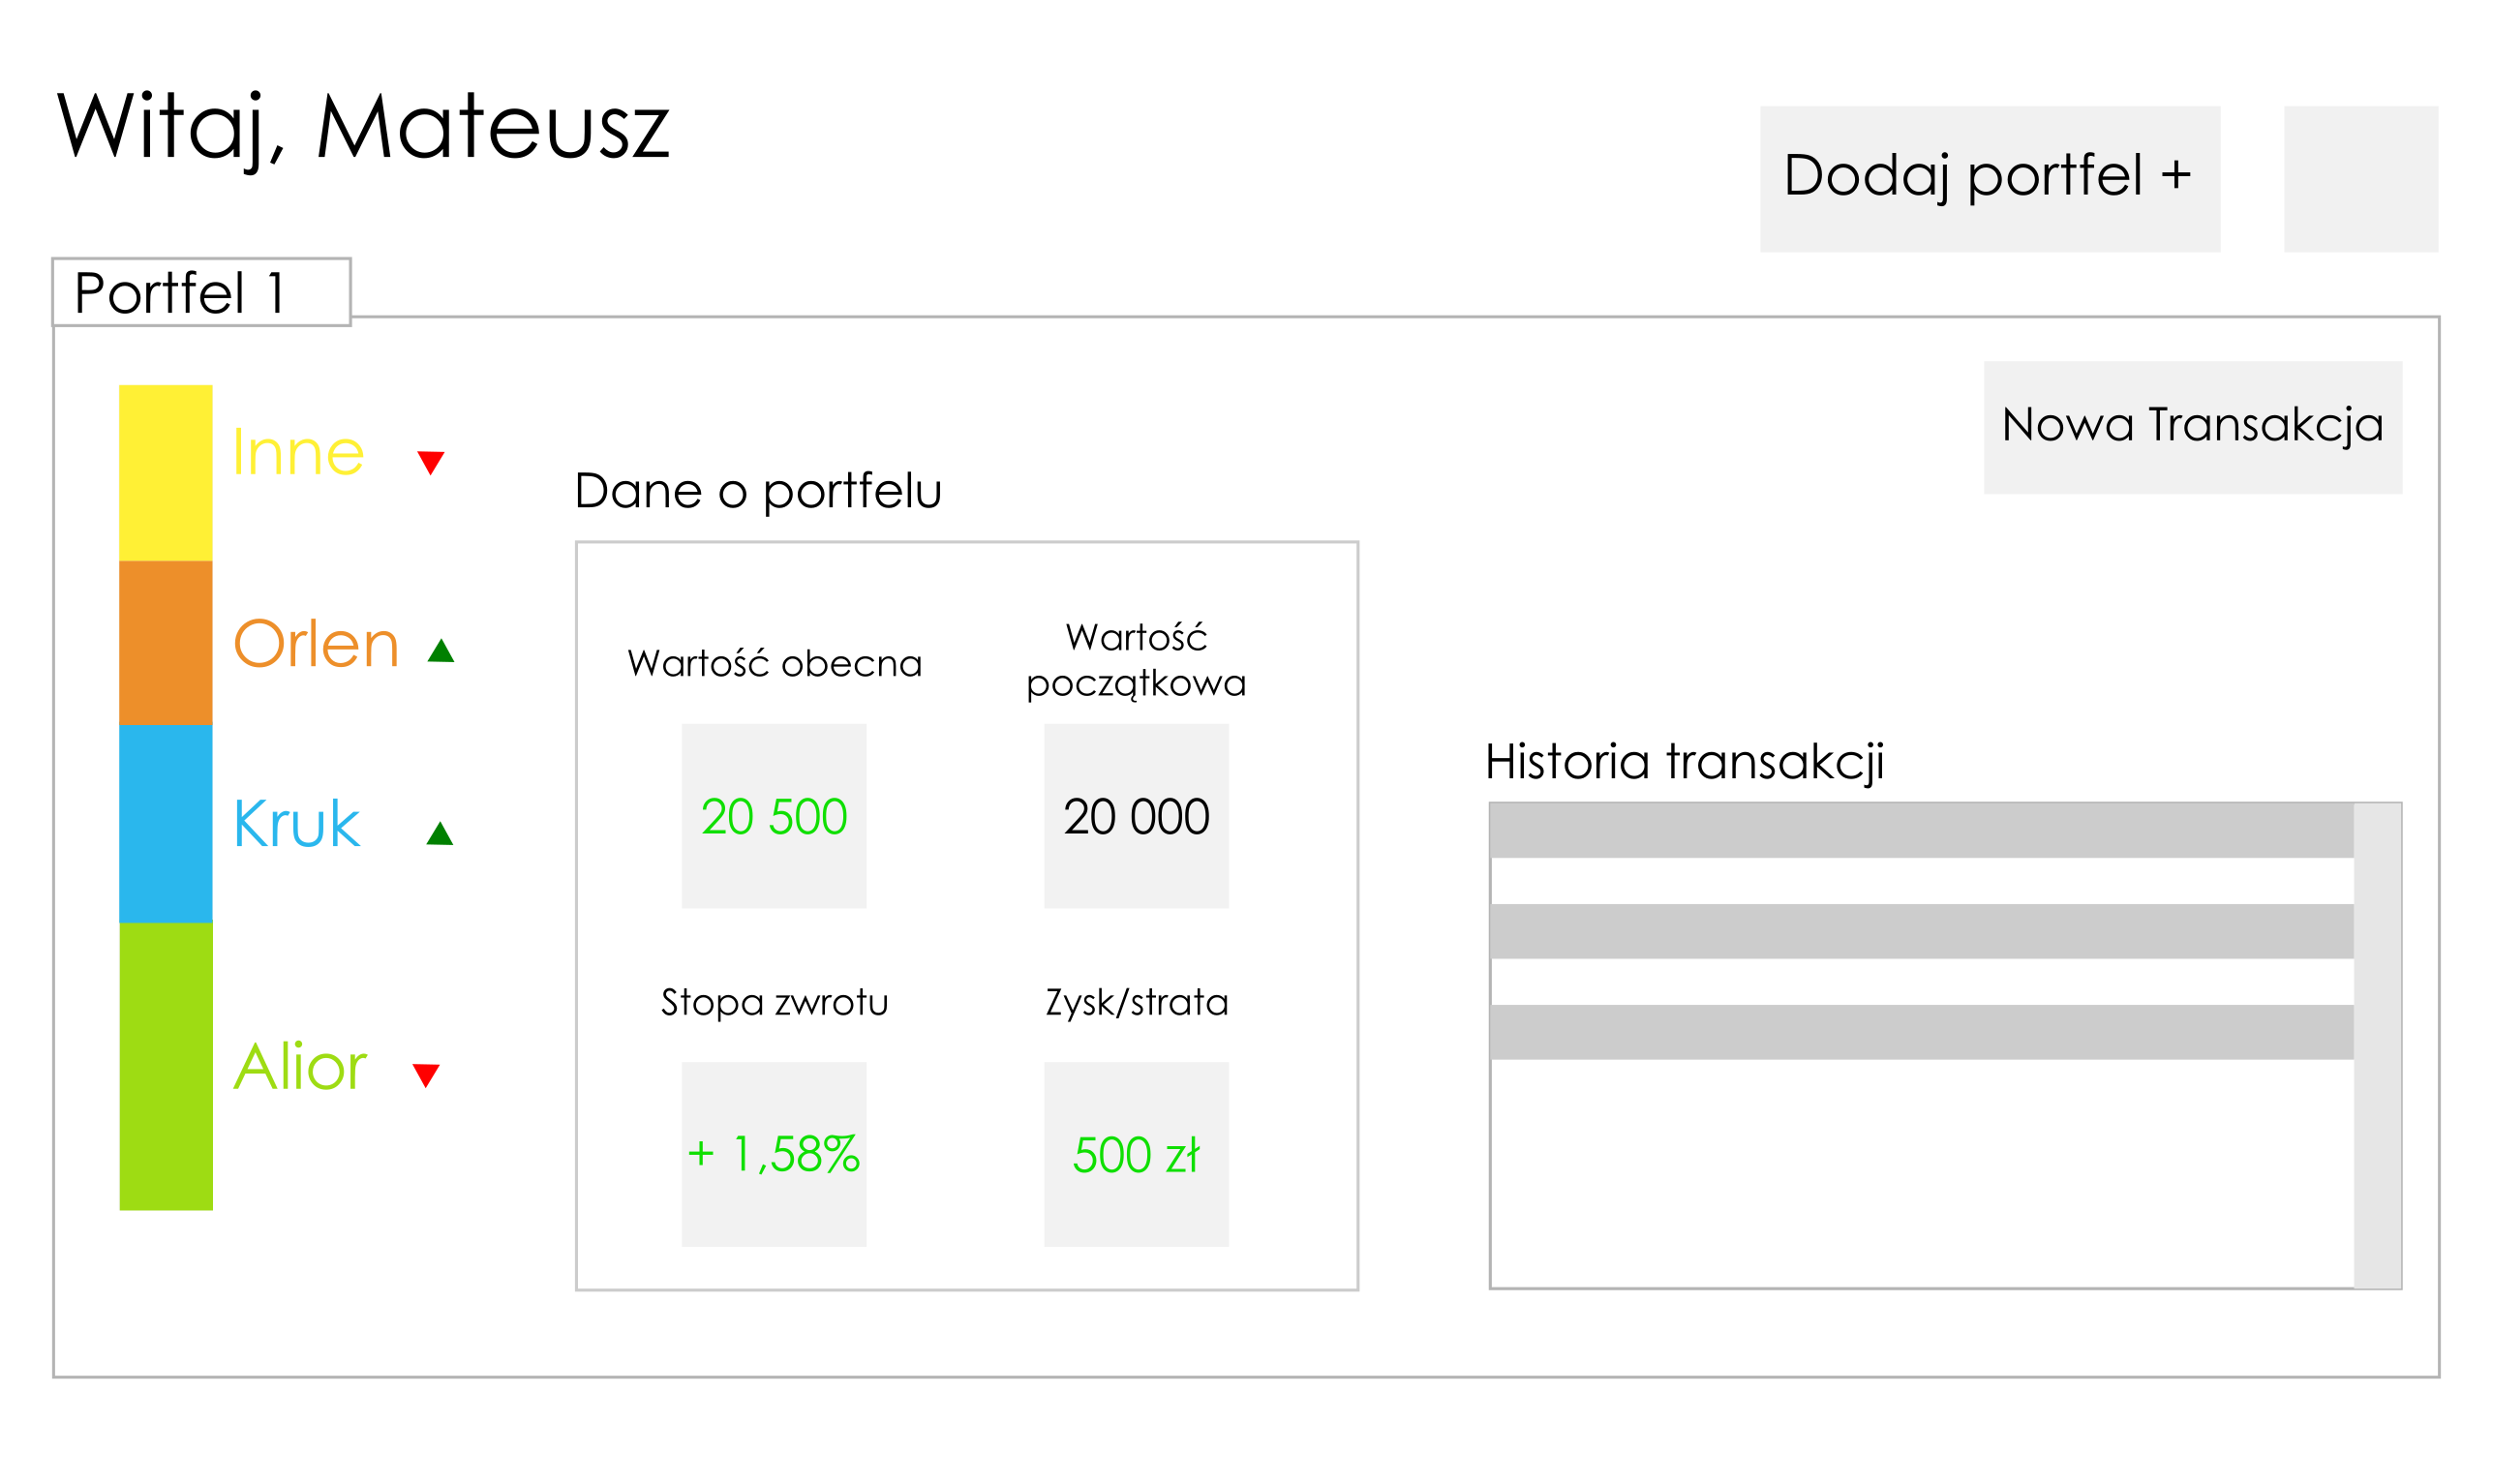 Witaj, Mateusz
Dodaj portfel +
Portfel 1
Nowa Transakcja
Inne
Orlen
Kruk
Alior
Dane o portfelu
Wartość obecna
Wartość
początkowa
20 500
20 000
Stopa zwrotu
Zysk/strata
+ 1,58%
500 zł
Historia transakcji